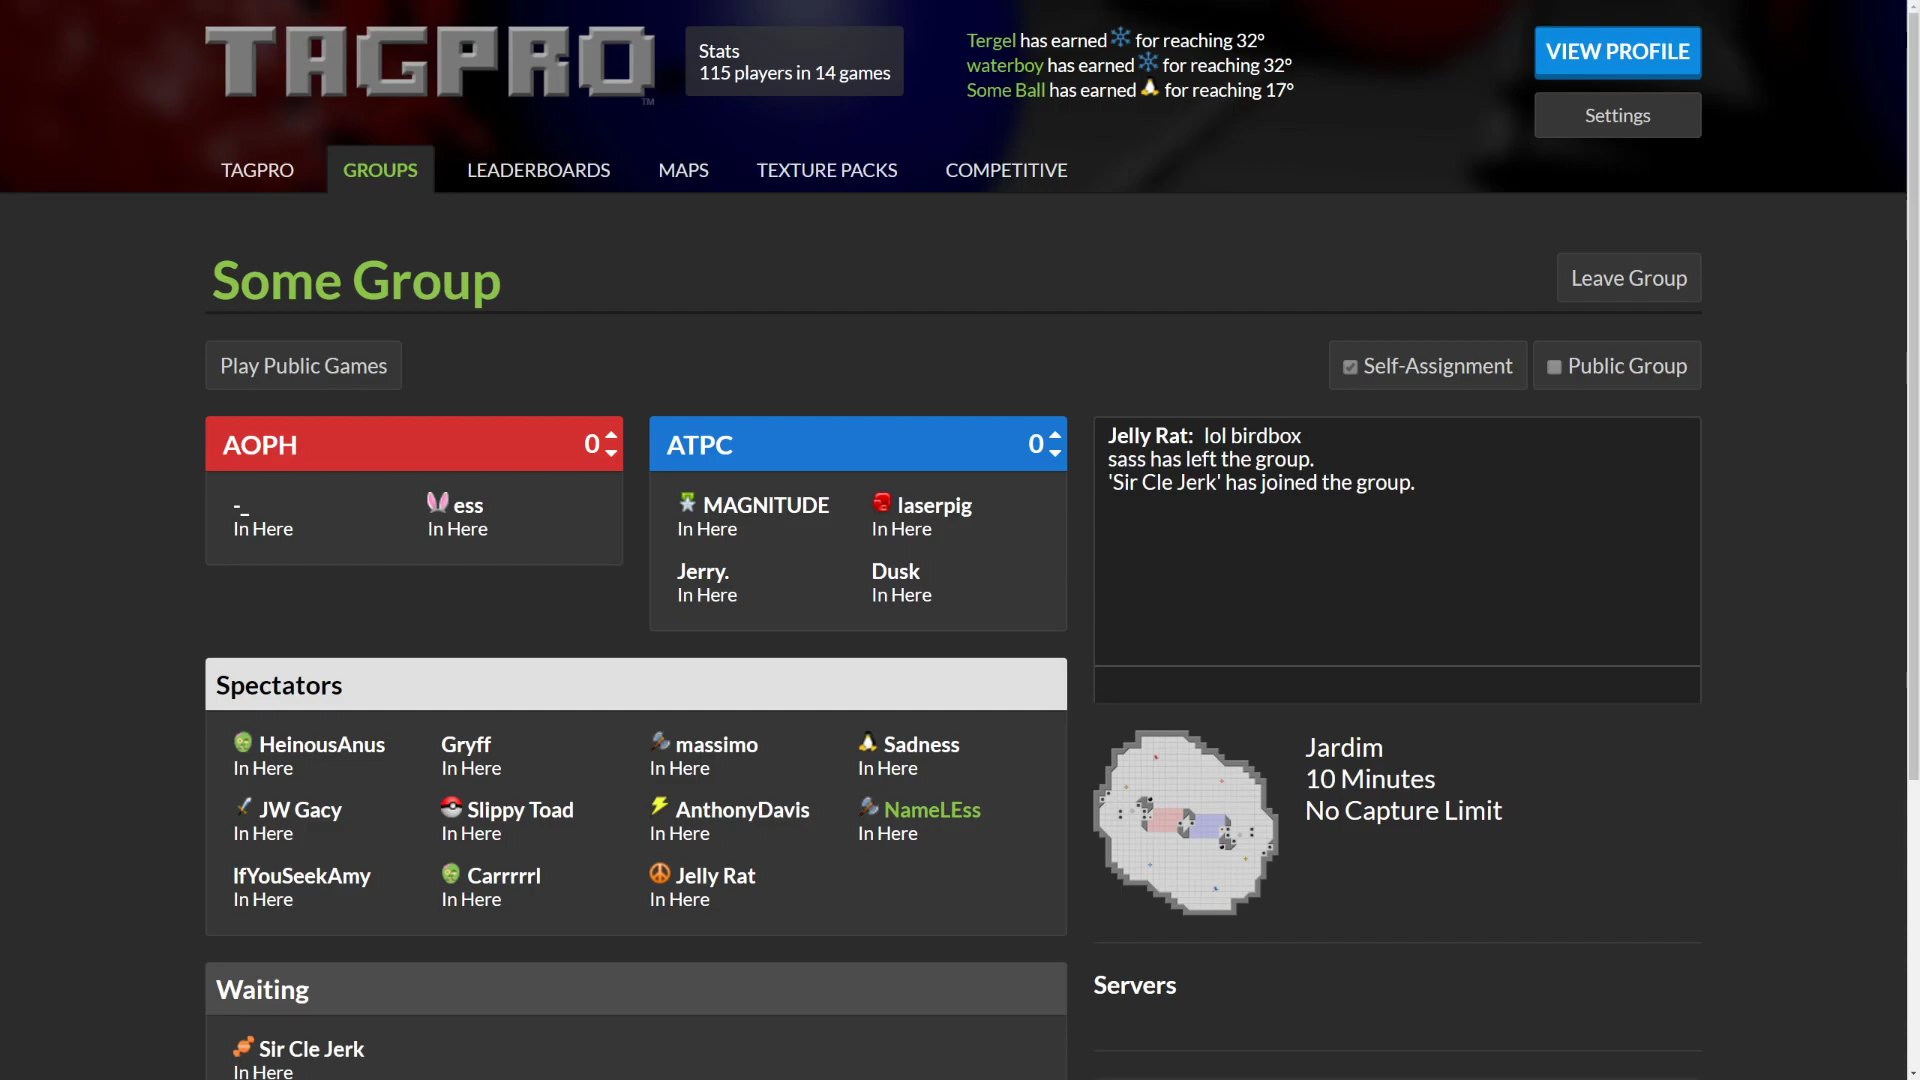 TAGPRO
TM
Stats
115 players in 14 games
Tergel has earned for reaching 32°
waterboy has earned for reaching 32°
Some Ball has earned for reaching 17°
VIEW PROFILE
Settings
TAGPRO GROUPS LEADERBOARDS MAPS TEXTURE PACKS COMPETITIVE
Some Group
Leave Group
Play Public Games
Self-Assignment
Public Group
AOPH 0
-_ ess
In Here In Here
ATPC 0
MAGNITUDE laserpig
In Here In Here
Jerry. Dusk
In Here In Here
Jelly Rat: lol birdbox
sass has left the group.
'Sir Cle Jerk' has joined the group.
Spectators
HeinousAnus Gryff massimo Sadness
In Here In Here In Here In Here
JW Gacy Slippy Toad AnthonyDavis NameLEss
In Here In Here In Here In Here
IfYouSeekAmy Carrrrrl Jelly Rat
In Here In Here In Here
Jardim
10 Minutes
No Capture Limit
Waiting
Sir Cle Jerk
In Here
Servers